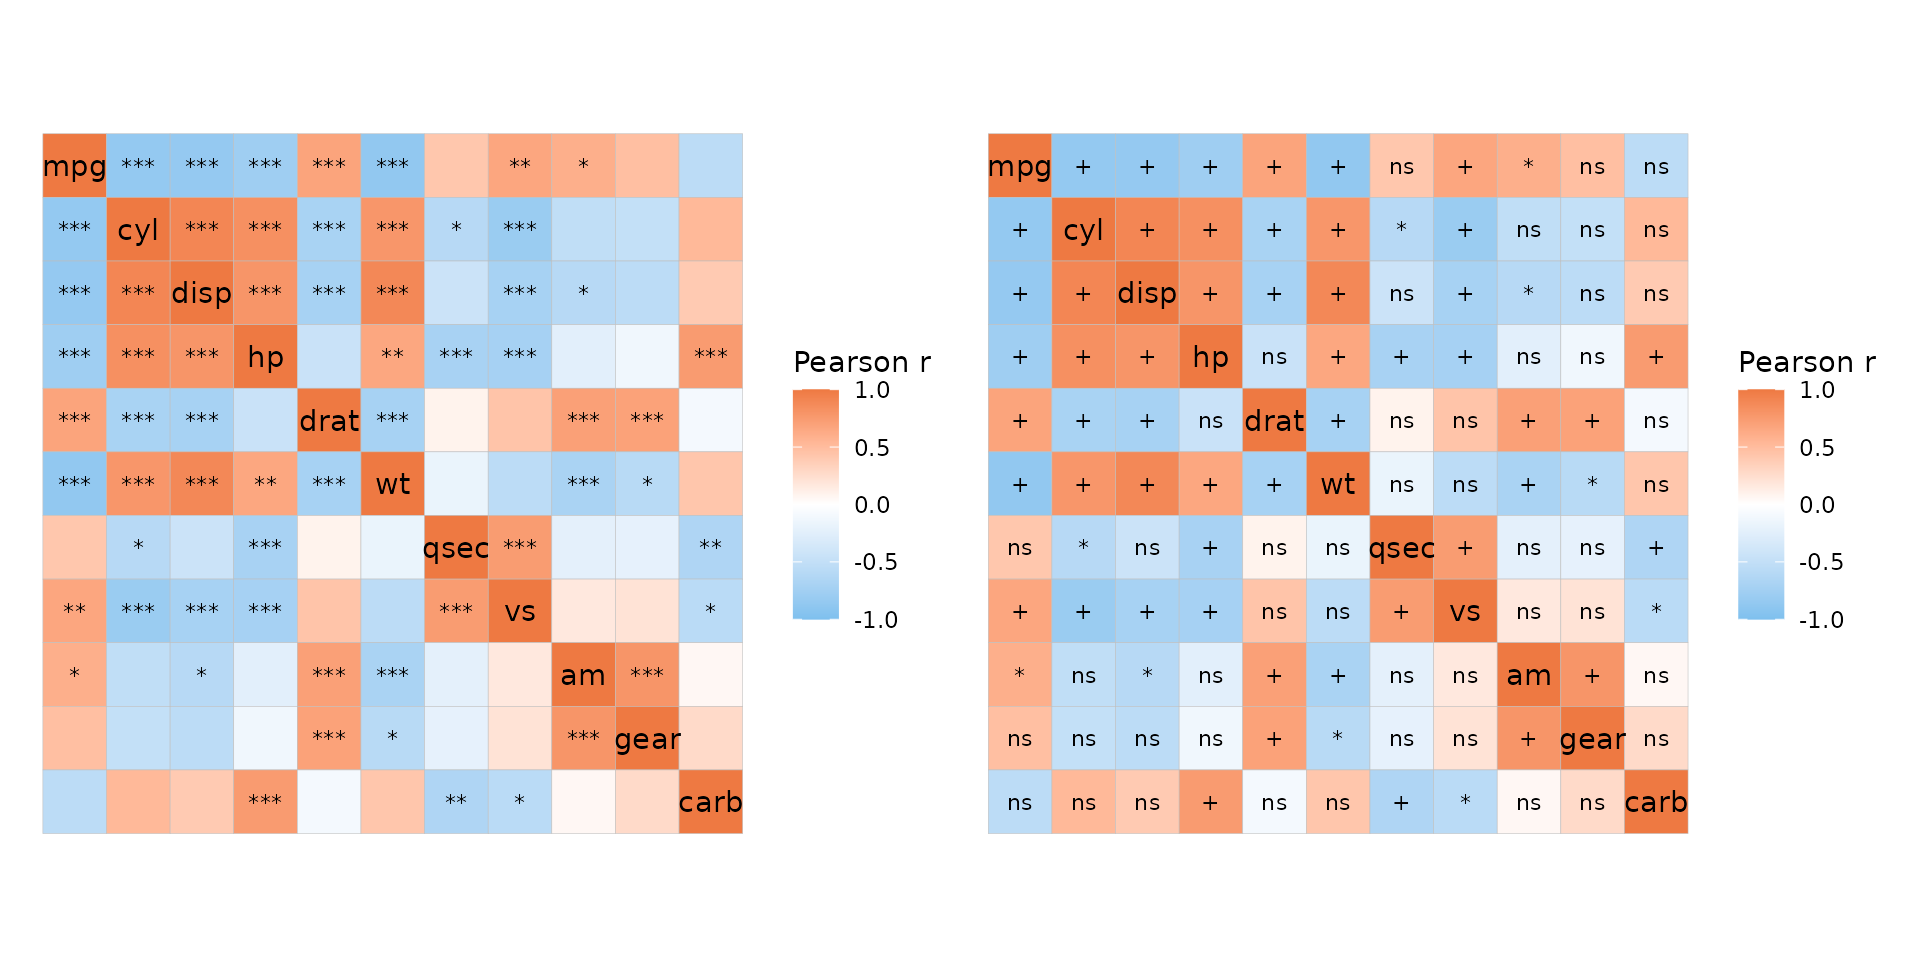 mpg *** *** *** *** *** ** *
*** cyl *** *** *** *** * ***
*** *** disp *** *** *** *** *
*** *** *** hp ** *** *** ***
*** *** *** drat *** *** ***
*** *** *** ** *** wt *** *
* *** qsec *** **
** *** *** *** *** vs *
* * *** *** am ***
*** * *** gear
*** ** * carb
Pearson r
1.0
0.5
0.0
-0.5
-1.0
mpg + + + + + ns + * ns ns
+ cyl + + + + * + ns ns ns
+ + disp + + + ns + * ns ns
+ + + hp ns + + + ns ns +
+ + + ns drat + ns ns + + ns
+ + + + + wt ns ns + * ns
ns * ns + ns ns qsec + ns ns +
+ + + + ns ns + vs ns ns *
* ns * ns + + ns ns am + ns
ns ns ns ns + * ns ns + gear ns
ns ns ns + ns ns + * ns ns carb
Pearson r
1.0
0.5
0.0
-0.5
-1.0